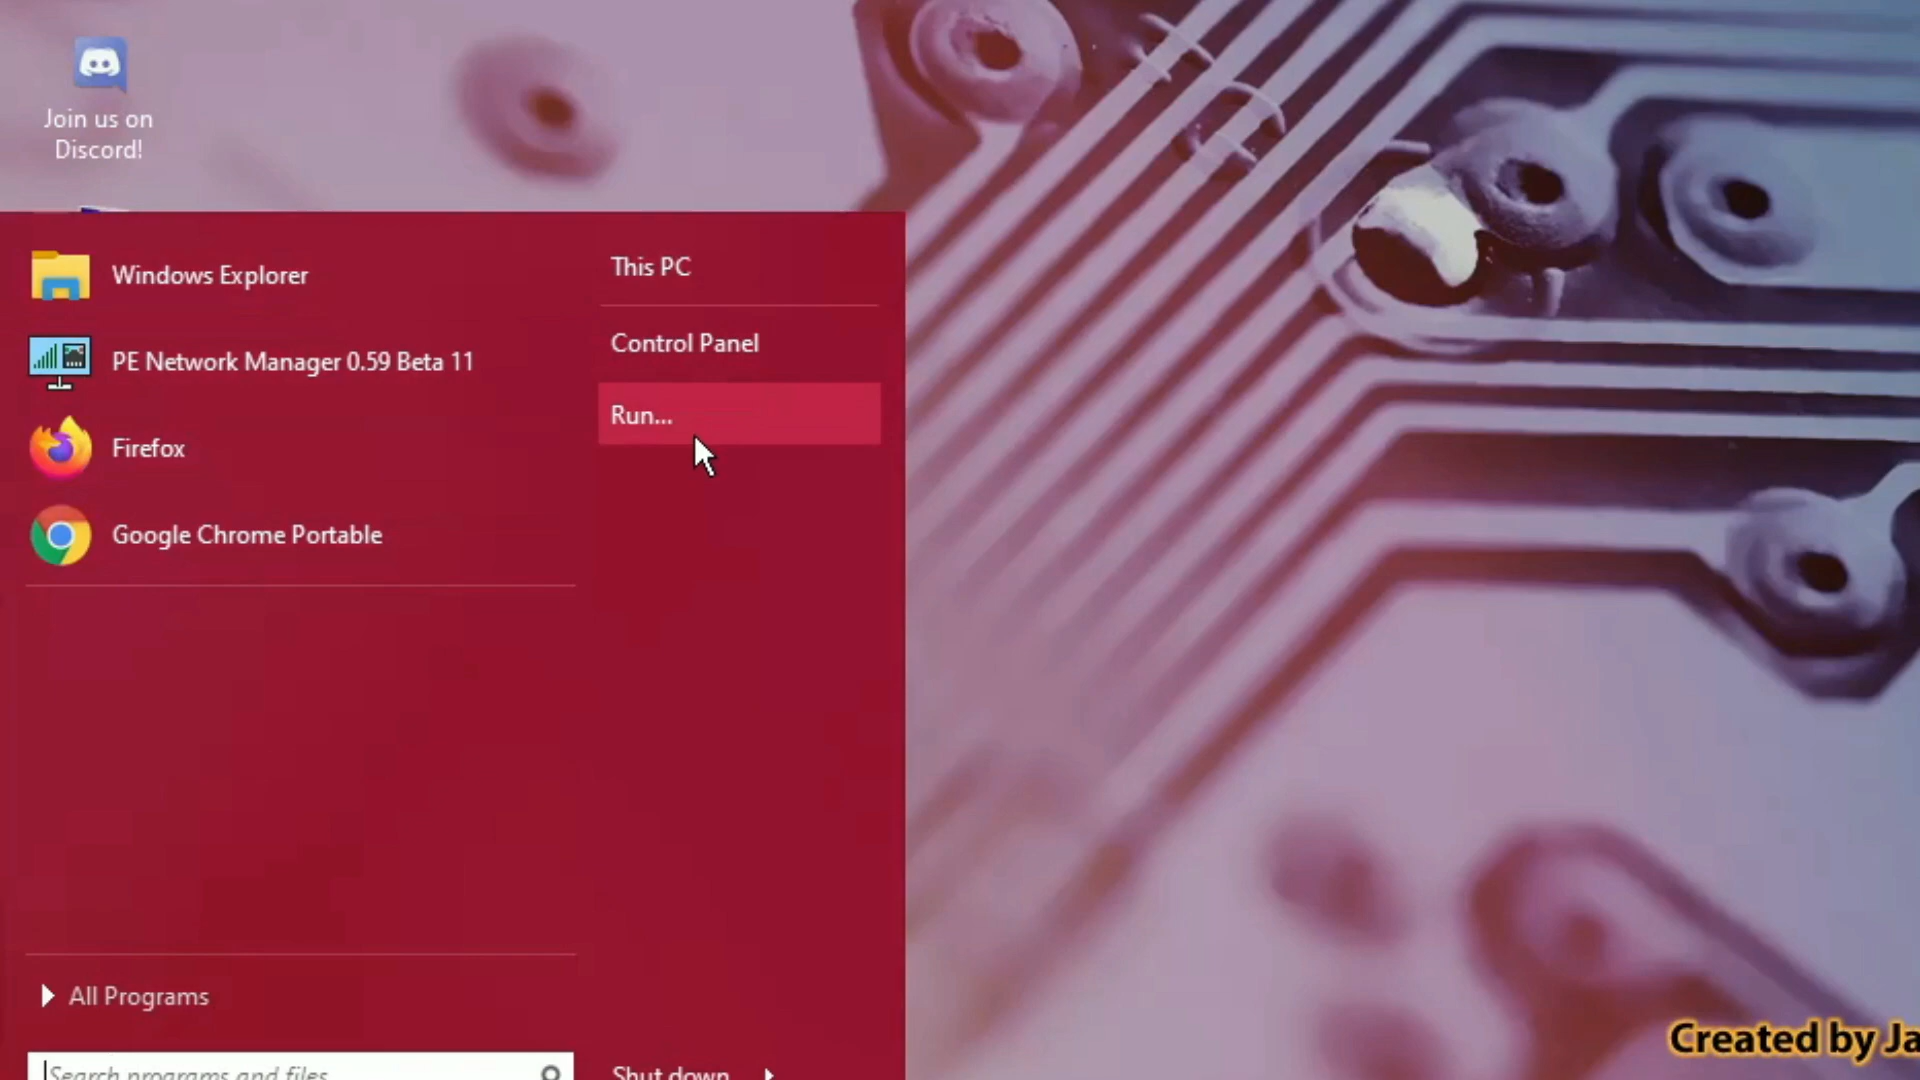 Join us on
Discord!
Windows Explorer
PE Network Manager 0.59 Beta 11
Firefox
Google Chrome Portable
This PC
Control Panel
Run...
All Programs
Search programs and files
Shut down
Created by Ja